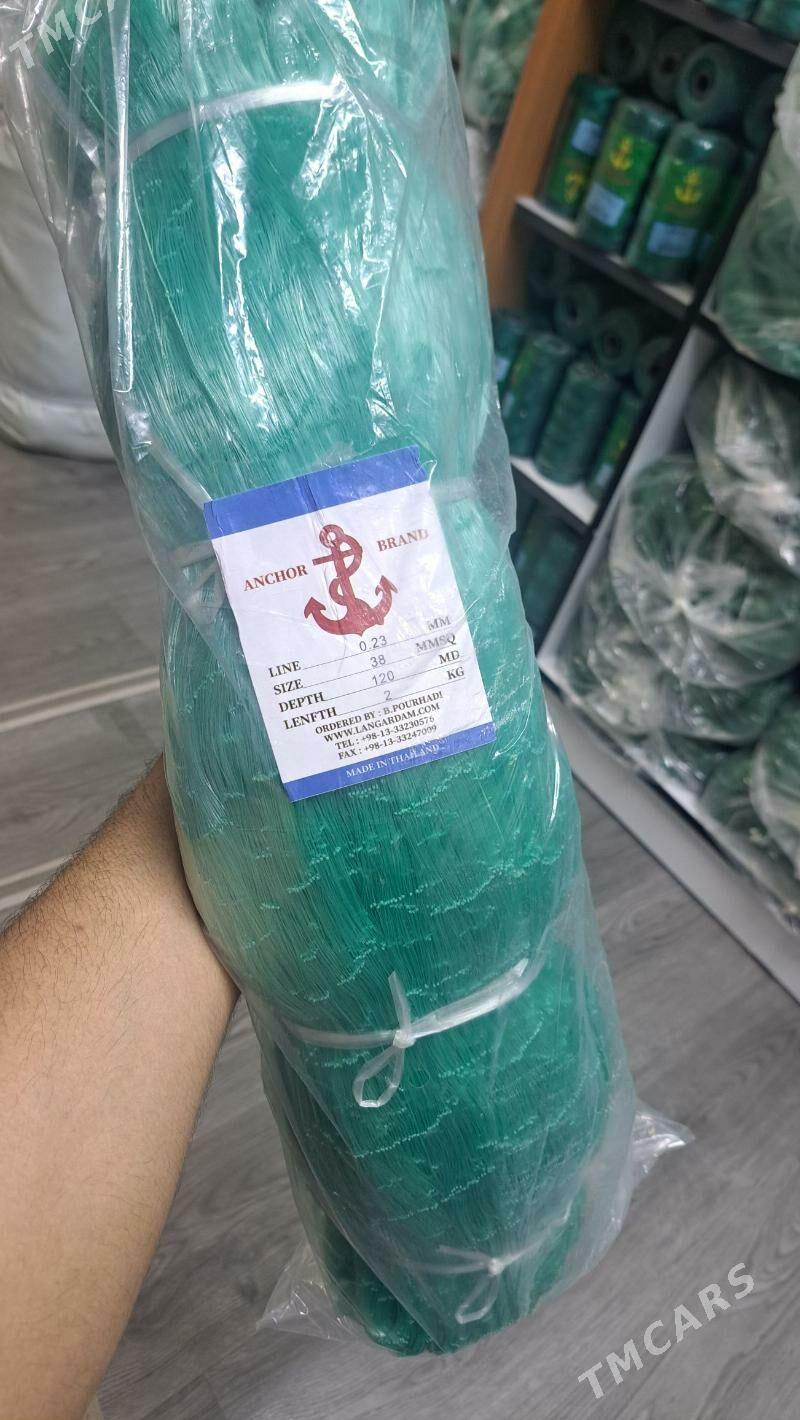 TMCARS
ANCHOR BRAND
LINE 0.23 MM
SIZE 38 MMSQ
DEPTH 120 MD
LENFTH 2 KG
ORDERED BY : B.POURHADI
WWW.LANGARDAM.COM
TEL : +98-13-33230576
FAX : +98-13-33247009
MADE IN THAILAND
TMCARS